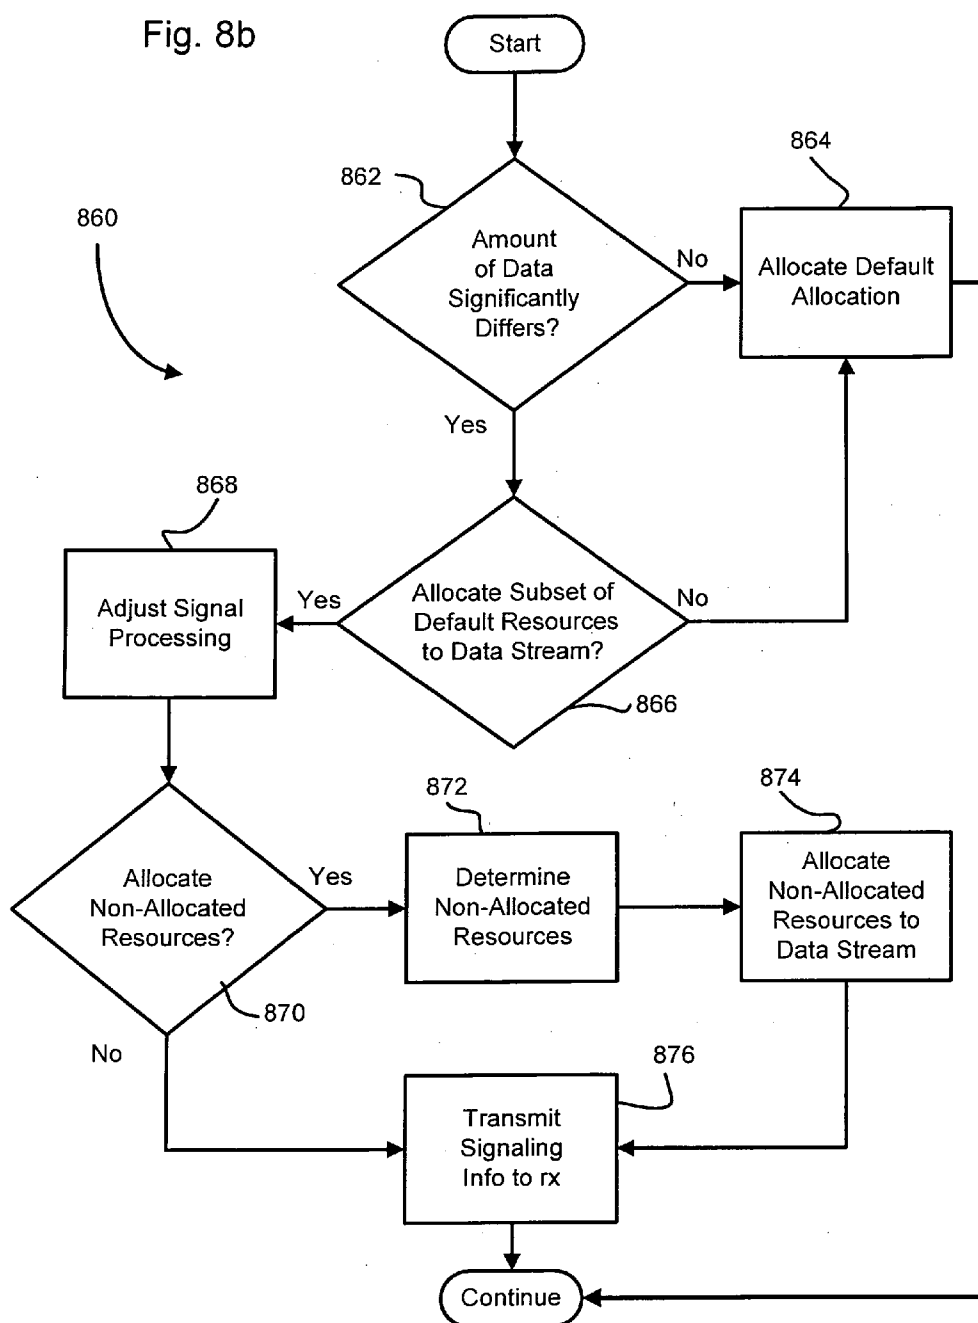 Fig. 8b
Start
862
864
860
Amount
of Data
Significantly
Differs?
No
Allocate Default
Allocation
Yes
868
Adjust Signal
Processing
Yes
Allocate Subset of
Default Resources
to Data Stream?
No
866
872
874
Allocate
Non-Allocated
Resources?
Yes
Determine
Non-Allocated
Resources
Allocate
Non-Allocated
Resources to
Data Stream
870
No
876
Transmit
Signaling
Info to rx
Continue